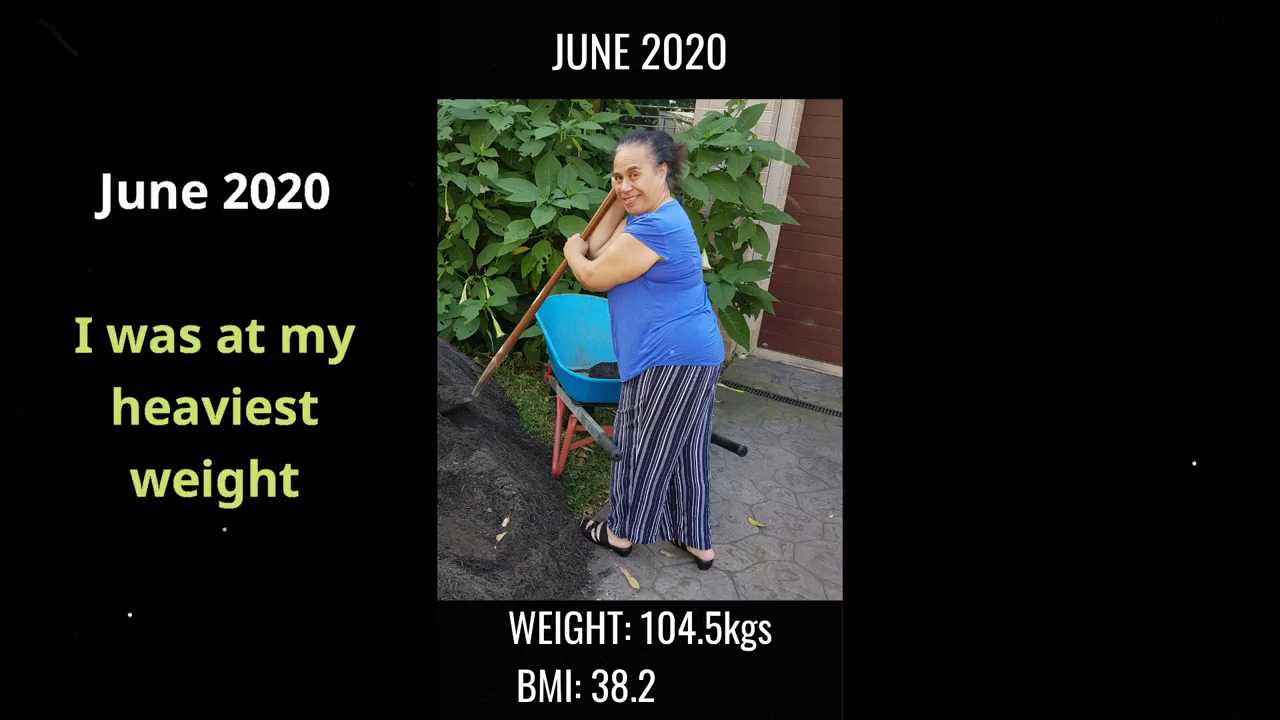 June 2020
I was at my
heaviest
weight
JUNE 2020
WEIGHT: 104.5kgs
BMI: 38.2